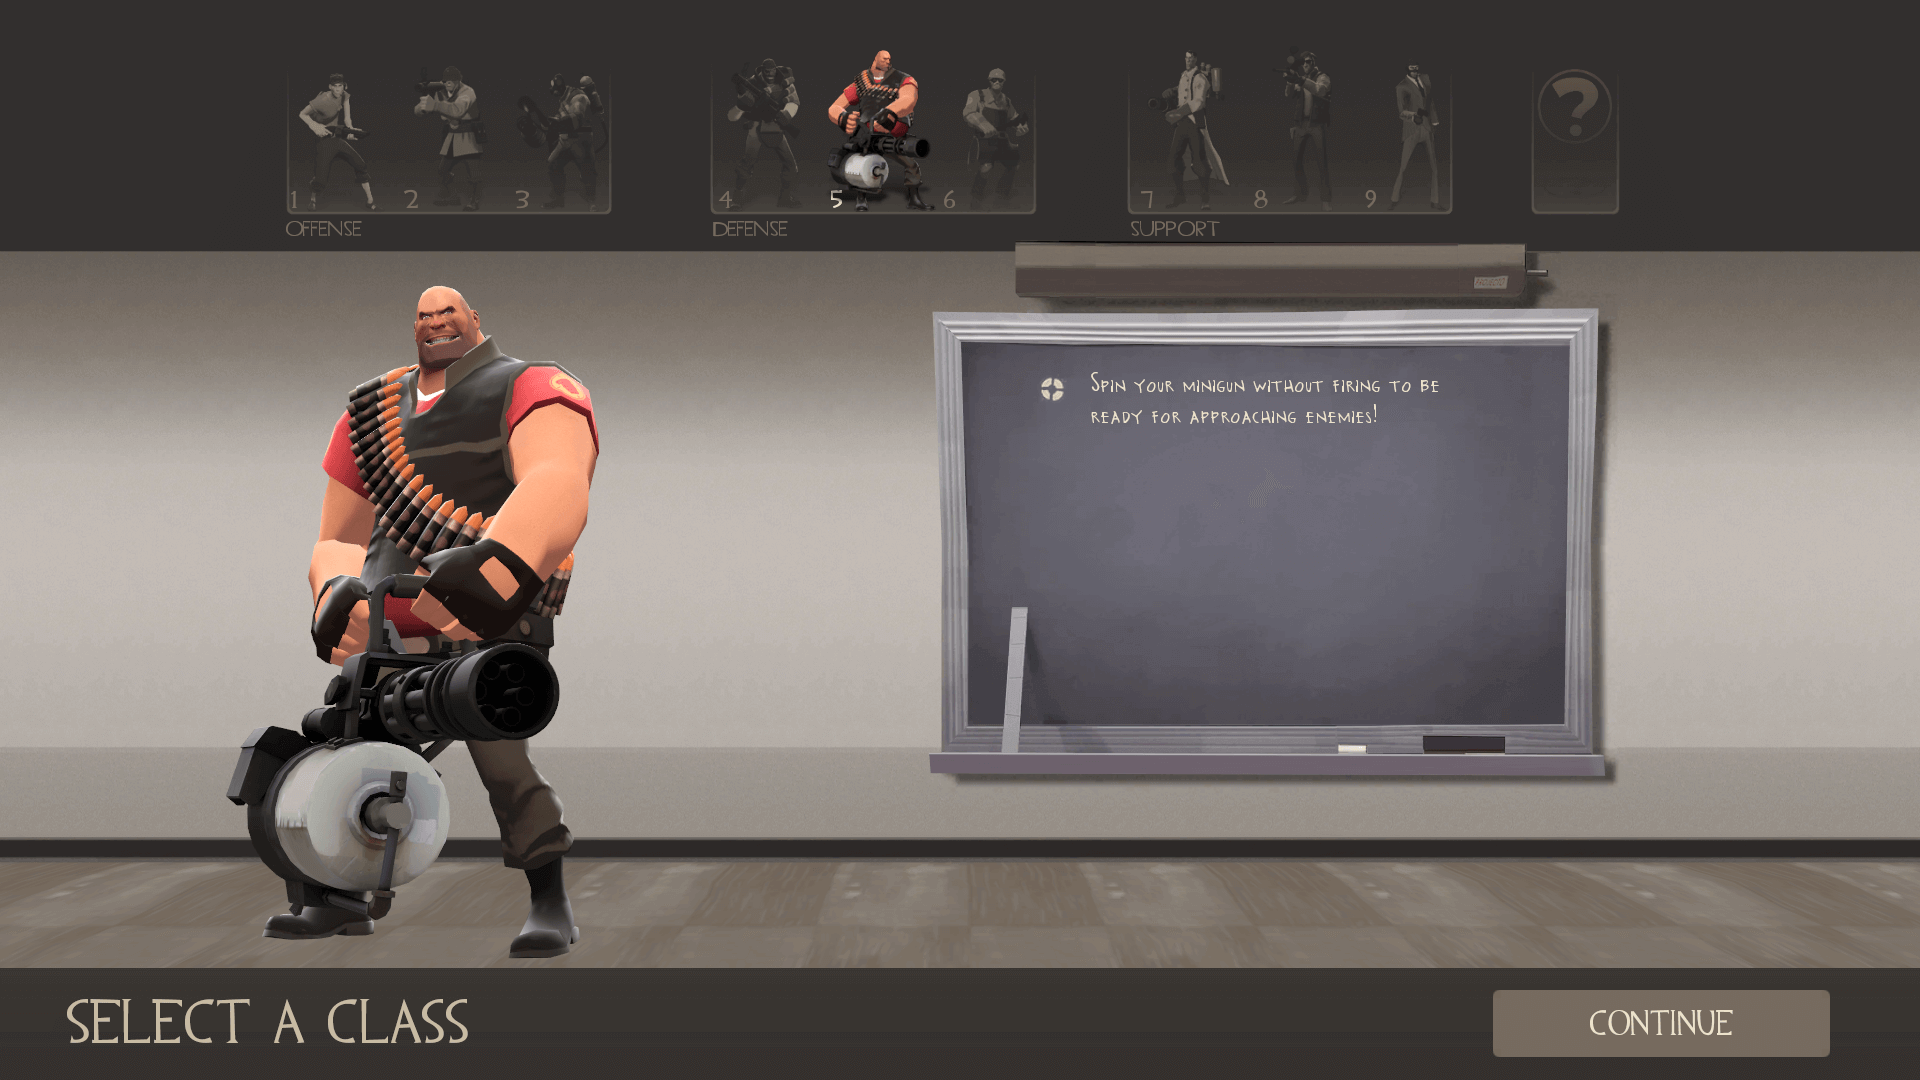 1 2 3
4 5 6
7 8 9
?
OFFENSE
DEFENSE
SUPPORT
Spin your minigun without firing to be
ready for approaching enemies!
SELECT A CLASS
CONTINUE